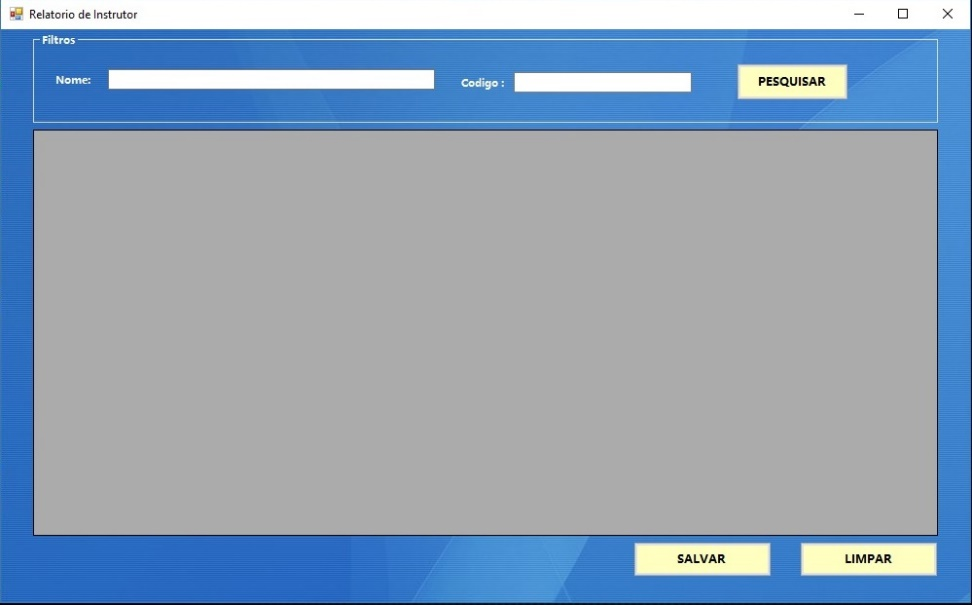 Relatorio de Instrutor
Filtros
Nome:
Codigo :
PESQUISAR
SALVAR
LIMPAR